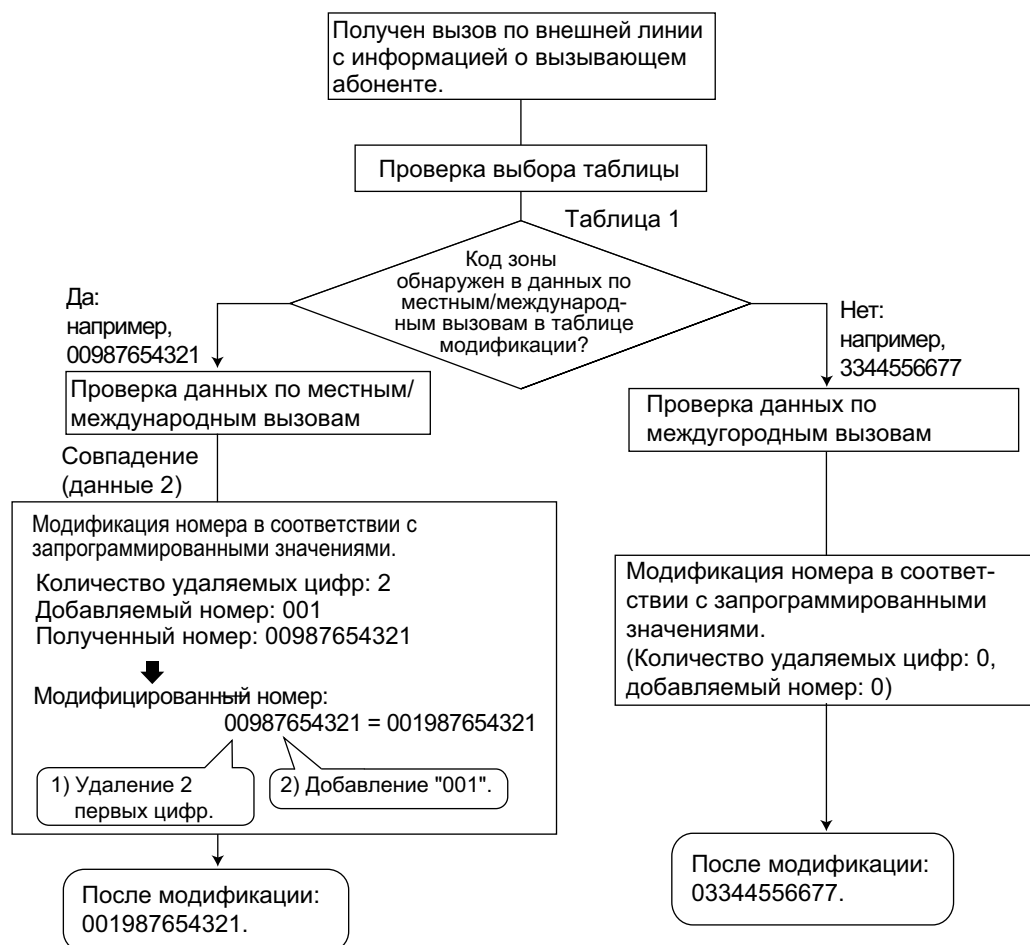 Получен вызов по внешней линии
с информацией о вызывающем
абоненте.
Проверка выбора таблицы
Таблица 1
Код зоны
обнаружен в данных по
местным/международ-
ным вызовам в таблице
модификации?
Да:
например,
00987654321
Нет:
например,
3344556677
Проверка данных по местным/
международным вызовам
Проверка данных по
междугородным вызовам
Совпадение
(данные 2)
Модификация номера в соответствии с
запрограммированными значениями.
Количество удаляемых цифр: 2
Добавляемый номер: 001
Полученный номер: 00987654321
Модифицированный номер:
00987654321 = 001987654321
1) Удаление 2
первых цифр.
2) Добавление "001".
Модификация номера в соответ-
ствии с запрограммированными
значениями.
(Количество удаляемых цифр: 0,
добавляемый номер: 0)
После модификации:
001987654321.
После модификации:
03344556677.